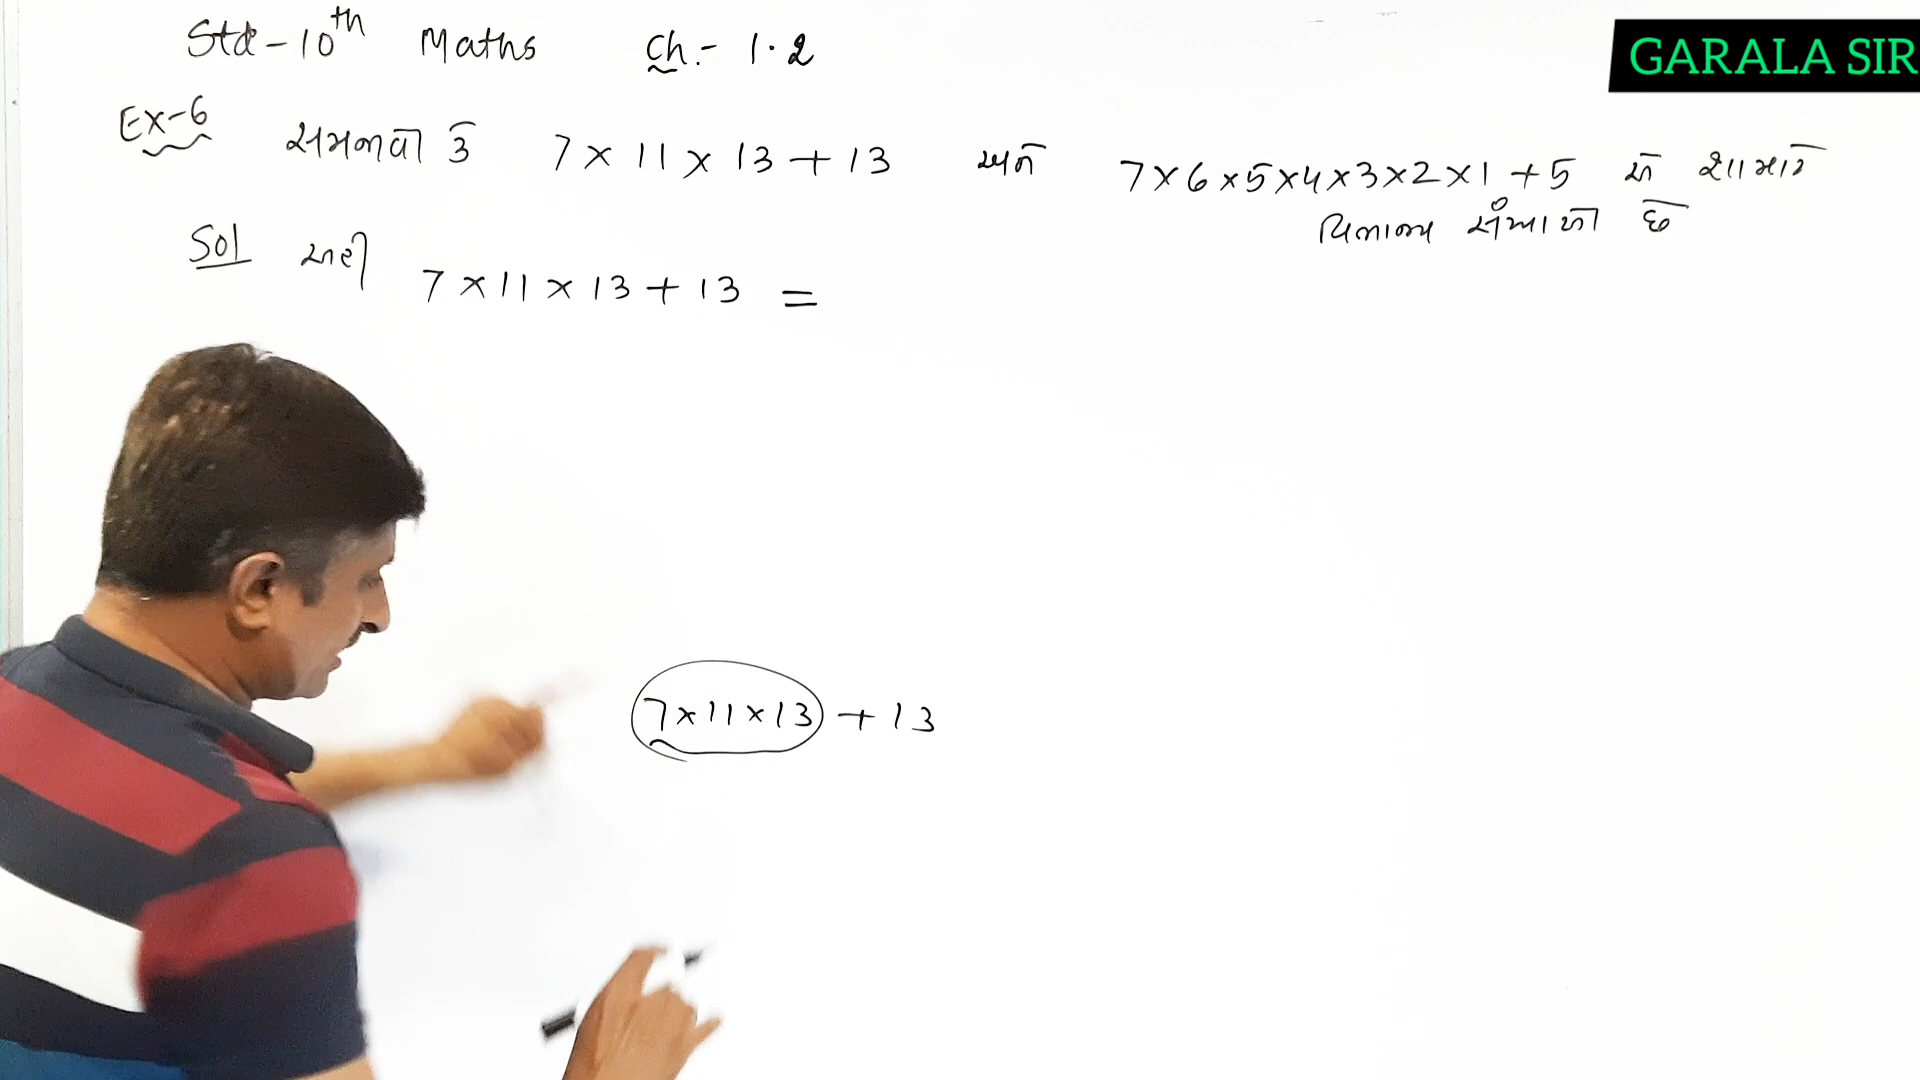 Std-10th Maths Ch.- 1.2
GARALA SIR
Ex-6 સમજાવો કે 7 × 11 × 13 + 13 અને 7×6×5×4×3×2×1 + 5 એ શા માટે
વિભાજ્ય સંખ્યાઓ છે
Sol અહીં 7 × 11 × 13 + 13 =
7×11×13 + 13